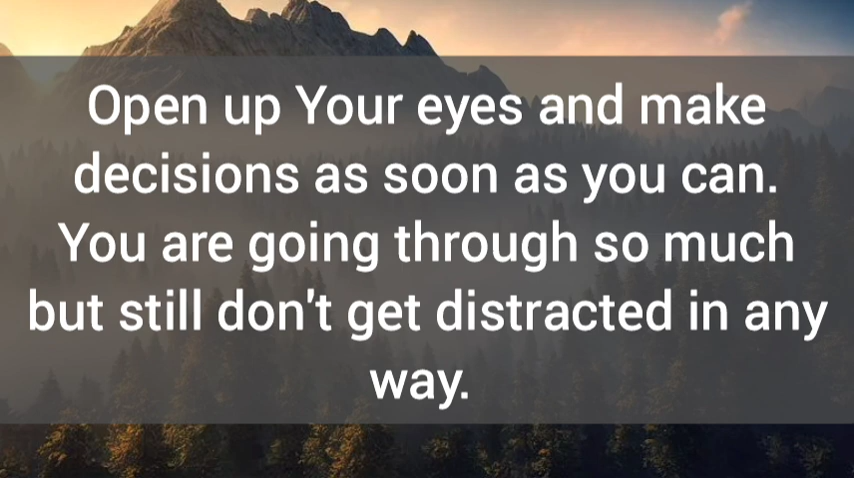 Open up Your eyes and make
decisions as soon as you can.
You are going through so much
but still don't get distracted in any
way.